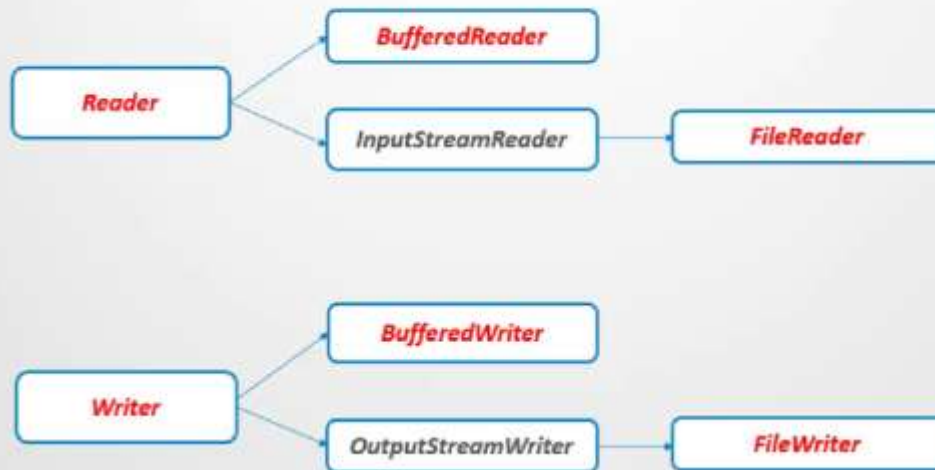 BufferedReader
Reader
InputStreamReader
FileReader
BufferedWriter
Writer
OutputStreamWriter
FileWriter